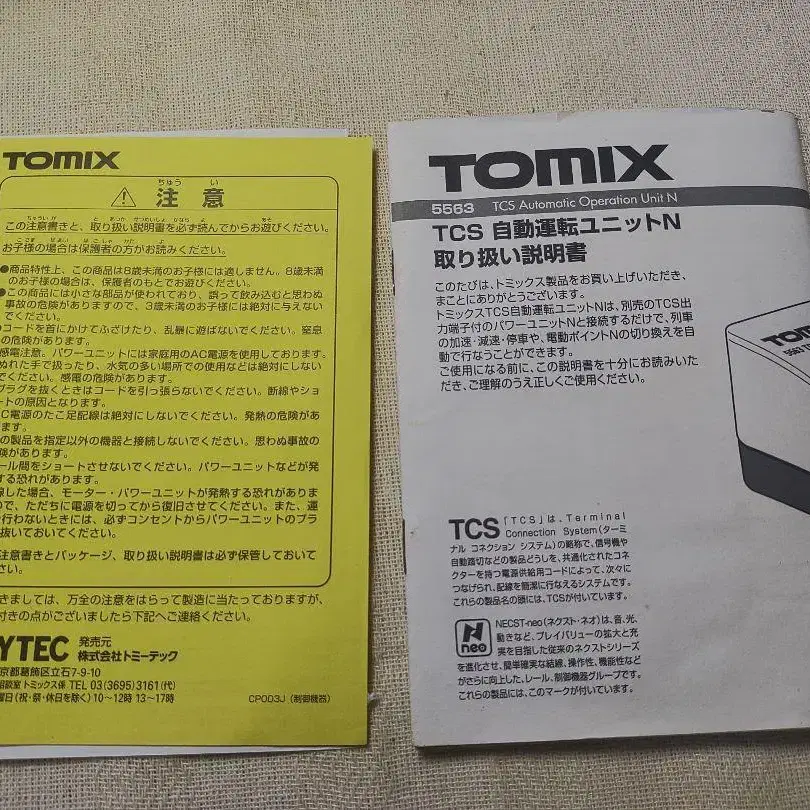 TOMIX
ちゅう い
⚠ 注意
この注意書きと、取り扱い説明書を必ず読んでからお遊びください。
お子様の場合は保護者の方がお読みください。
●商品特性上、この商品は8歳未満のお子様には適しません。8歳未満
のお子様の場合は、保護者のもとでお遊びください。
●この商品には小さな部品が使われており、誤って飲み込むと思わぬ
事故の危険がありますので、3歳未満のお子様には絶対に与えない
でください。
●コードを首にかけてふざけたり、乱暴に遊ばないでください。窒息
の危険があります。
感電注意、パワーユニットには家庭用のAC電源を使用しております。
ぬれた手で扱ったり、水気の多い場所での使用などは絶対にしない
でください。感電の危険があります。
プラグを抜くときはコードを引っ張らないでください。断線やショ
ートの原因となります。
C電源のたこ足配線は絶対にしないでください。発熱の危険があ
ます。
の製品を指定以外の機器と接続しないでください。思わぬ事故の
険があります。
ール間をショートさせないでください。パワーユニットなどが発
する恐れがあります。
した場合、モーター・パワーユニットが発熱する恐れがありま
ので、ただちに電源を切ってから復旧させてください。また、運
を行わないときには、必ずコンセントからパワーユニットのプラ
抜いておいてください。
注意書きとパッケージ、取り扱い説明書は必ず保管しておいて
さい。
きましては、万全の注意をはらって製造に当たっておりますが、
付きの点がございましたら下記へご連絡ください。
YTEC 発売元
株式会社トミーテック
京都葛飾区立石7-9-10
相談室トミックス係 TEL 03(3695)3161(代)
曜日(祝・祭・休日を除く)10〜12時 13〜17時
CP003J(制御機器)
TOMIX
5563 TCS Automatic Operation Unit N
TCS 自動運転ユニットN
取り扱い説明書
このたびは、トミックス製品をお買い上げいただき、
まことにありがとうございます。
トミックスTCS自動運転ユニットNは、別売のTCS出
力端子付のパワーユニットNと接続するだけで、列車
の加速・減速・停車や、電動ポイントNの切り換えを自
動で行なうことができます。
ご使用になる前に、この説明書を十分にお読みいた
だき、ご理解のうえ正しくご使用ください。
TOM
TCS 「TCS」は、Terminal
Connection System(ターミ
ナル コネクション システム)の略称で、信号機や
自動踏切などの製品どうしを、共通化されたコネ
クターを持つ電源供給用コードによって、次々に
つなげられ、配線を簡潔に行なえるシステムです。
これらの製品名の頭には、TCSが付いています。
N neo
NECST-neo(ネクスト・ネオ)は、音、光、
動きなど、プレイバリューの拡大と充
実を目指した従来のネクストシリーズ
を進化させ、簡単確実な結線、操作性、機能性など
がさらに向上した、レール、制御機器グループです。
これらの製品には、このマークが付いています。